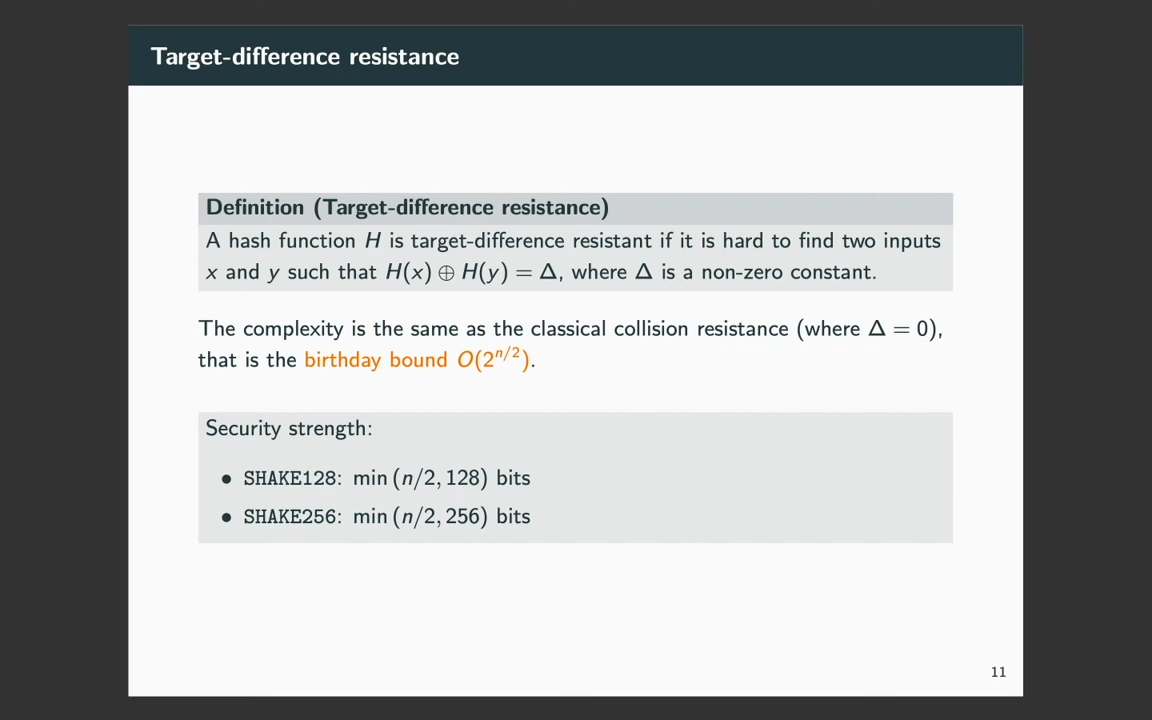 Target-difference resistance
Definition (Target-difference resistance)
A hash function H is target-difference resistant if it is hard to find two inputs
x and y such that H(x) ⊕ H(y) = Δ, where Δ is a non-zero constant.
The complexity is the same as the classical collision resistance (where Δ = 0),
that is the birthday bound O(2^{n/2}).
Security strength:
• SHAKE128: min (n/2, 128) bits
• SHAKE256: min (n/2, 256) bits
11